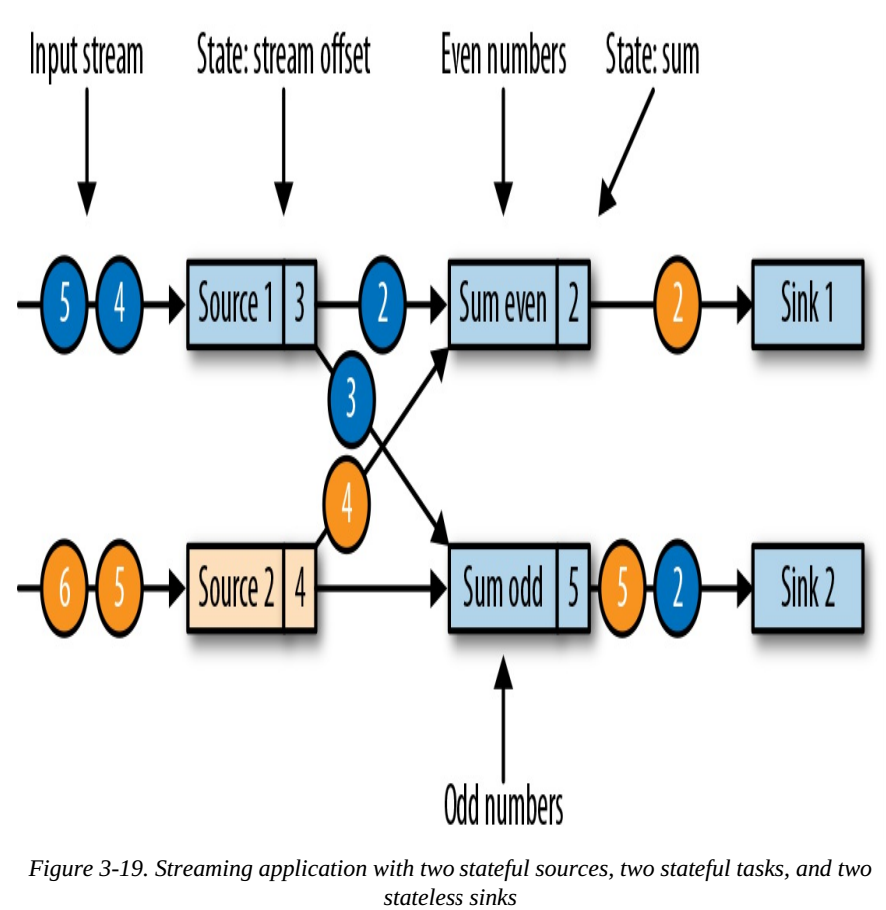 Input stream
State: stream offset
Even numbers
State: sum
5
4
Source 1
3
2
Sum even
2
2
Sink 1
3
4
6
5
Source 2
4
Sum odd
5
5
2
Sink 2
Odd numbers
Figure 3-19. Streaming application with two stateful sources, two stateful tasks, and two
stateless sinks